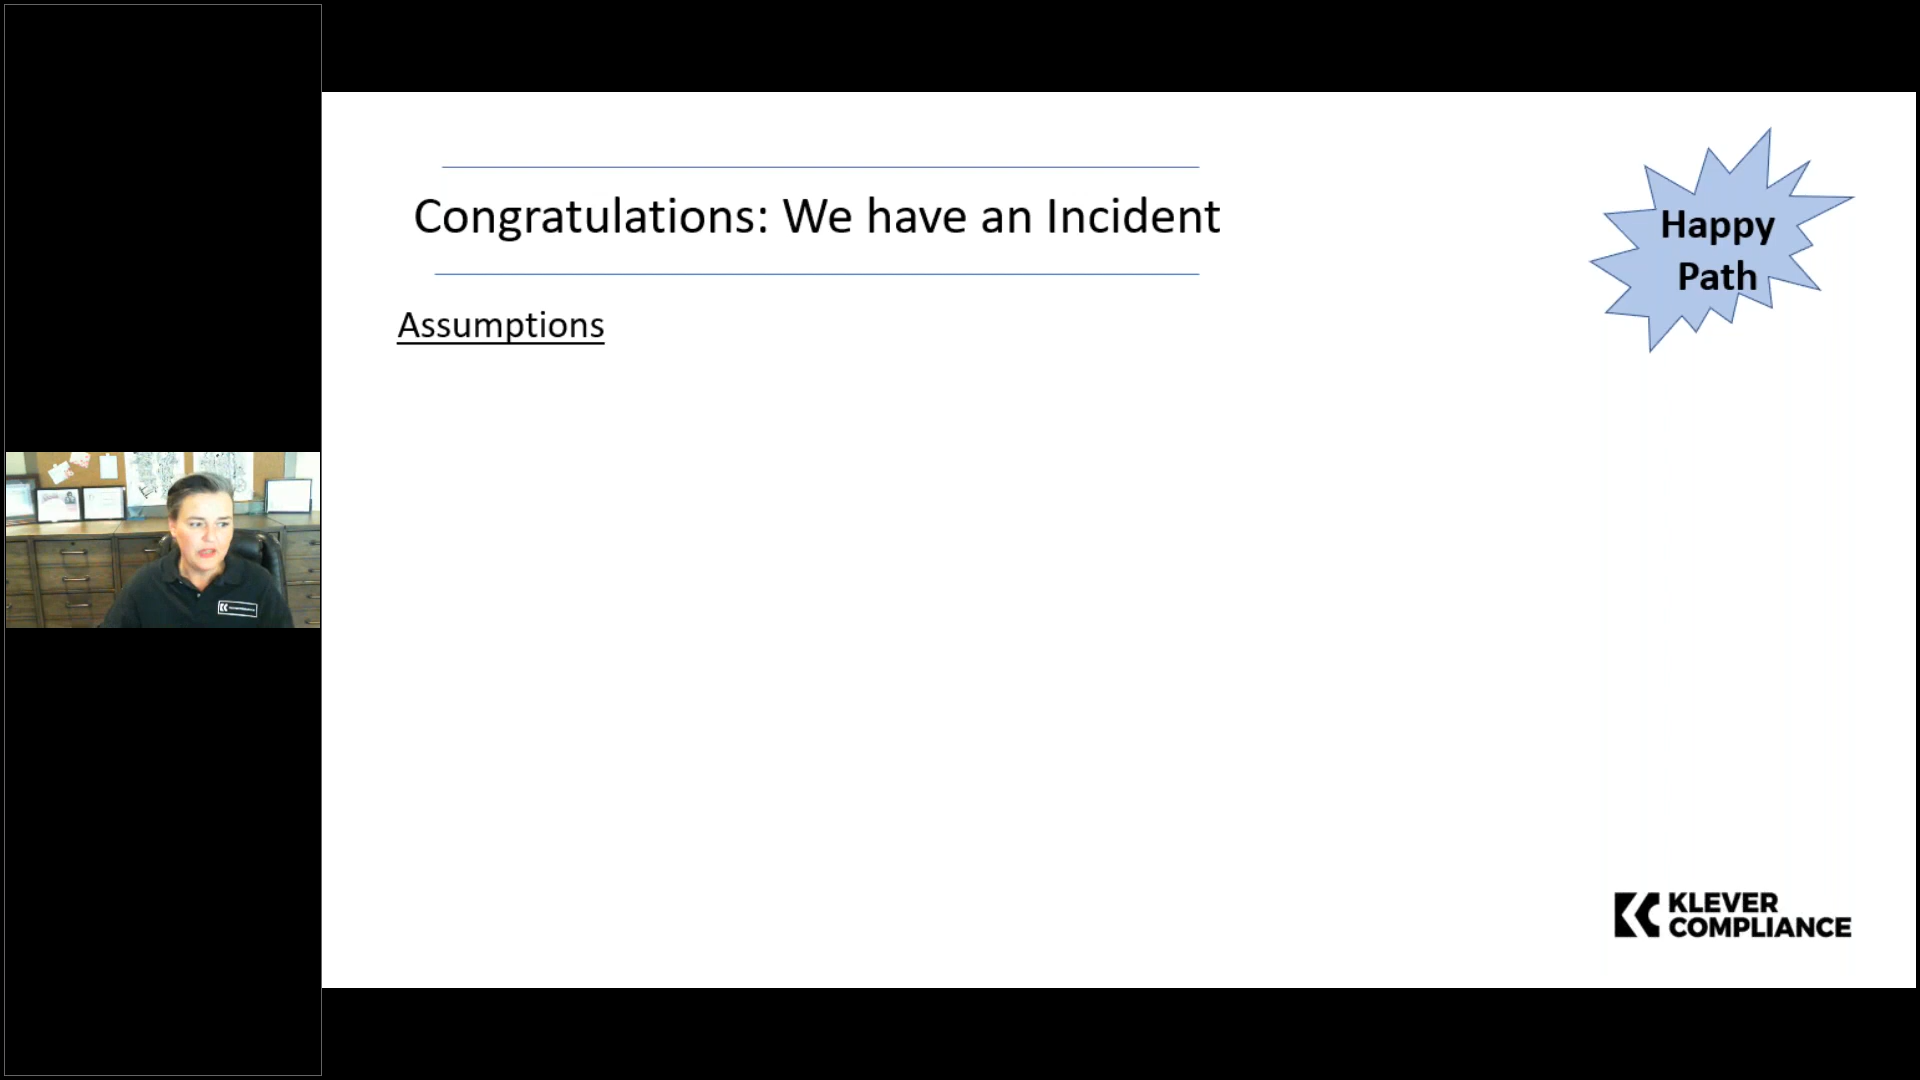 Congratulations: We have an Incident
Happy
Path
Assumptions
KLEVER
COMPLIANCE